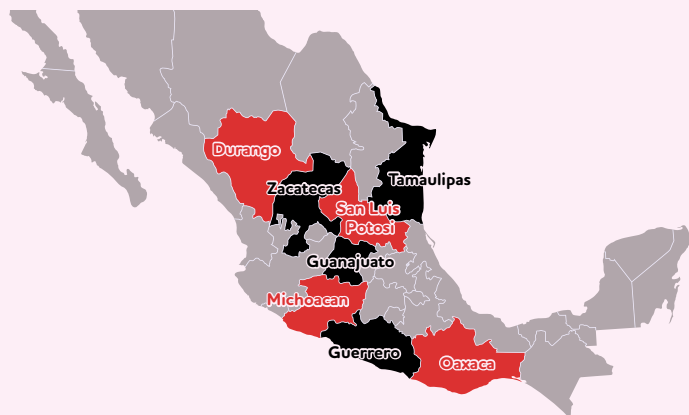 Durango
Zacatecas
Tamaulipas
San Luis
Potosi
Guanajuato
Michoacan
Guerrero
Oaxaca